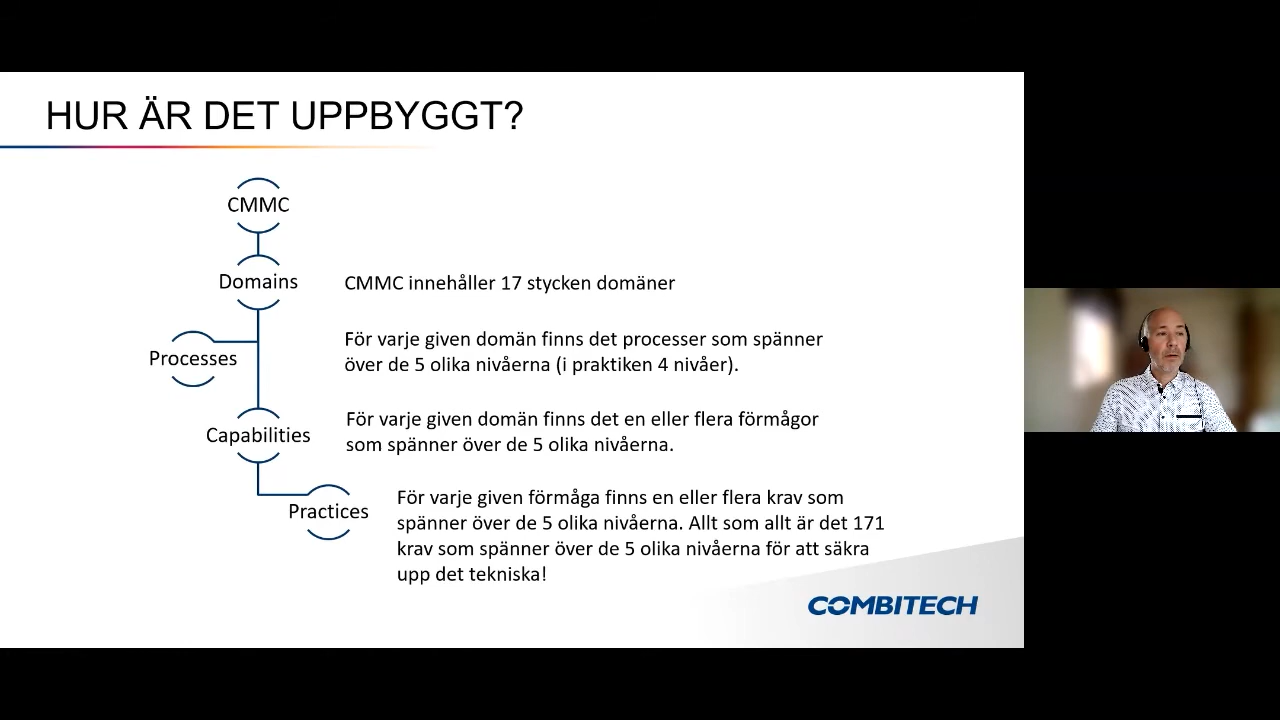 HUR ÄR DET UPPBYGGT?
CMMC
Domains
CMMC innehåller 17 stycken domäner
Processes
För varje given domän finns det processer som spänner
över de 5 olika nivåerna (i praktiken 4 nivåer).
Capabilities
För varje given domän finns det en eller flera förmågor
som spänner över de 5 olika nivåerna.
Practices
För varje given förmåga finns en eller flera krav som
spänner över de 5 olika nivåerna. Allt som allt är det 171
krav som spänner över de 5 olika nivåerna för att säkra
upp det tekniska!
COMBITECH